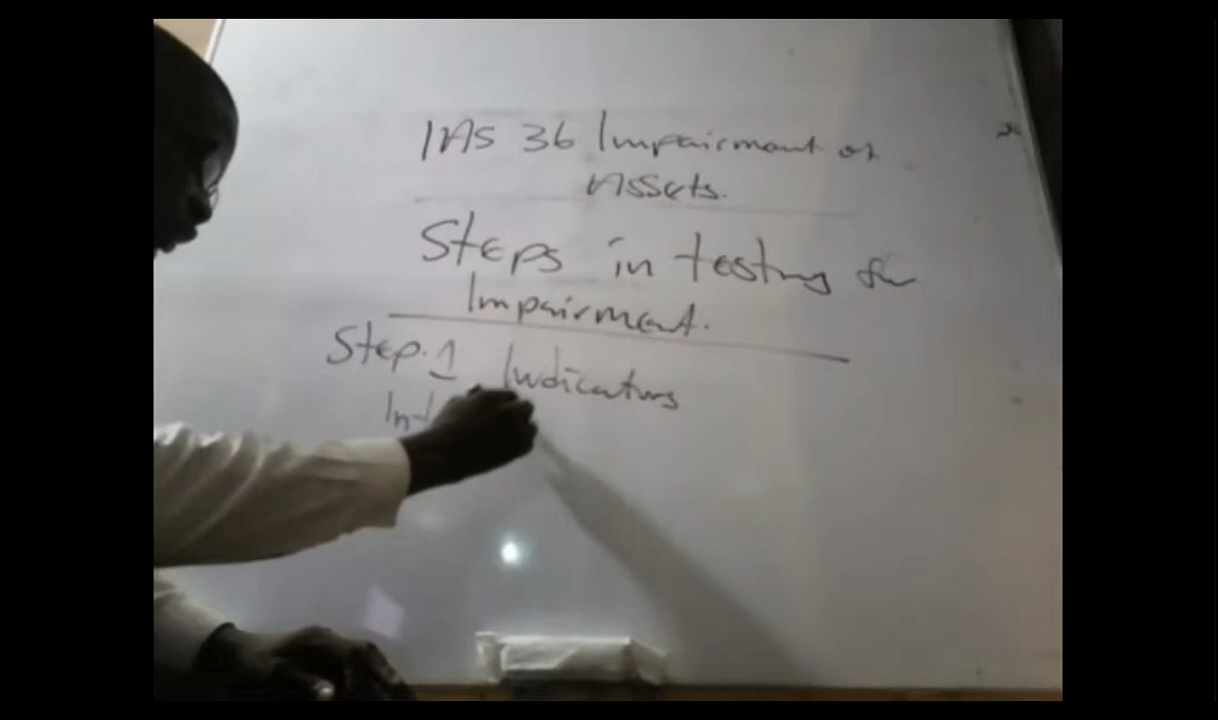 IAS 36 Impairment of
Assets.
Steps in testing for
Impairment.
Step.1 Indicators